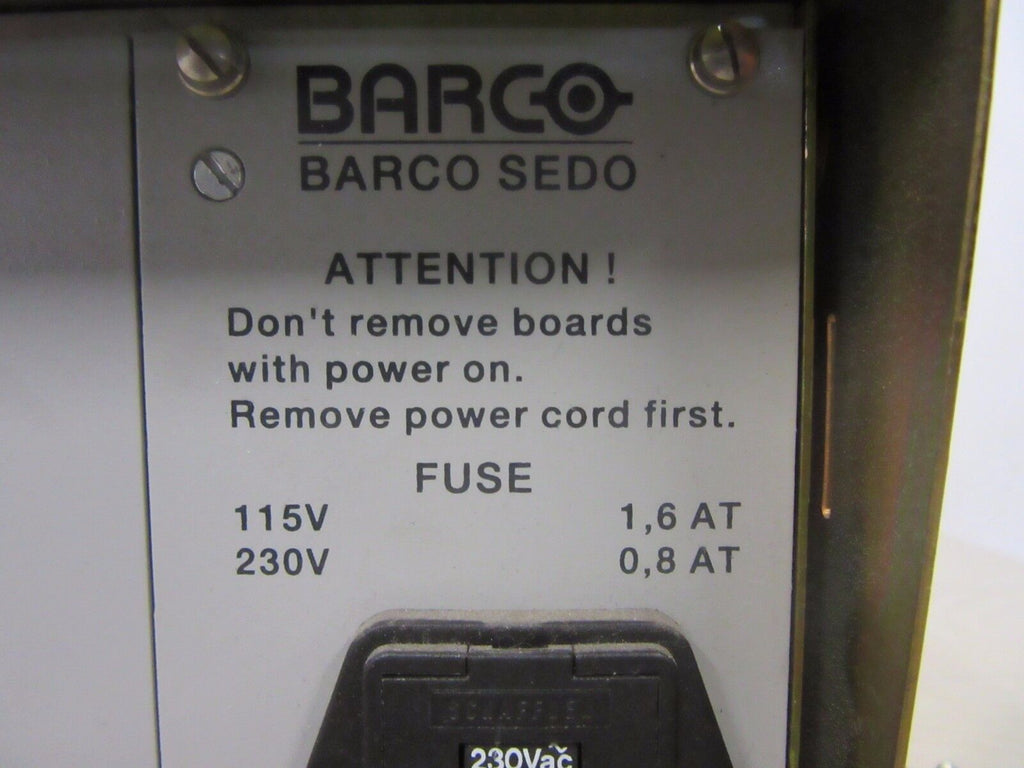 BARCO
BARCO SEDO
ATTENTION !
Don't remove boards
with power on.
Remove power cord first.
FUSE
115V 1,6 AT
230V 0,8 AT
SCHAFFNER
230Vac